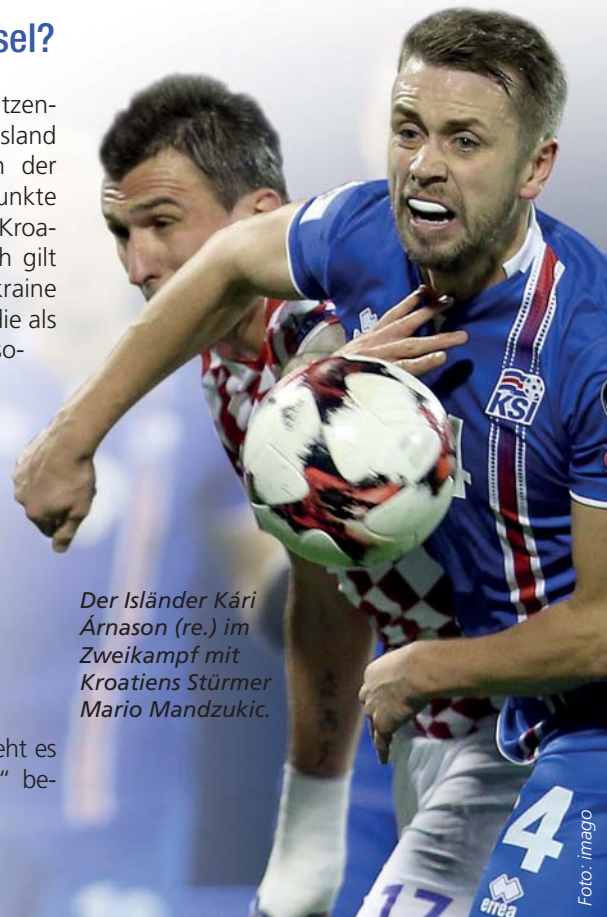 sel?
tzen-
sland
n der
unkte
Kroa-
h gilt
kraine
die als
so-
KSÍ
Der Isländer Kári
Árnason (re.) im
Zweikampf mit
Kroatiens Stürmer
Mario Mandzukic.
eht es
“ be-
4
errea
17
Foto: imago